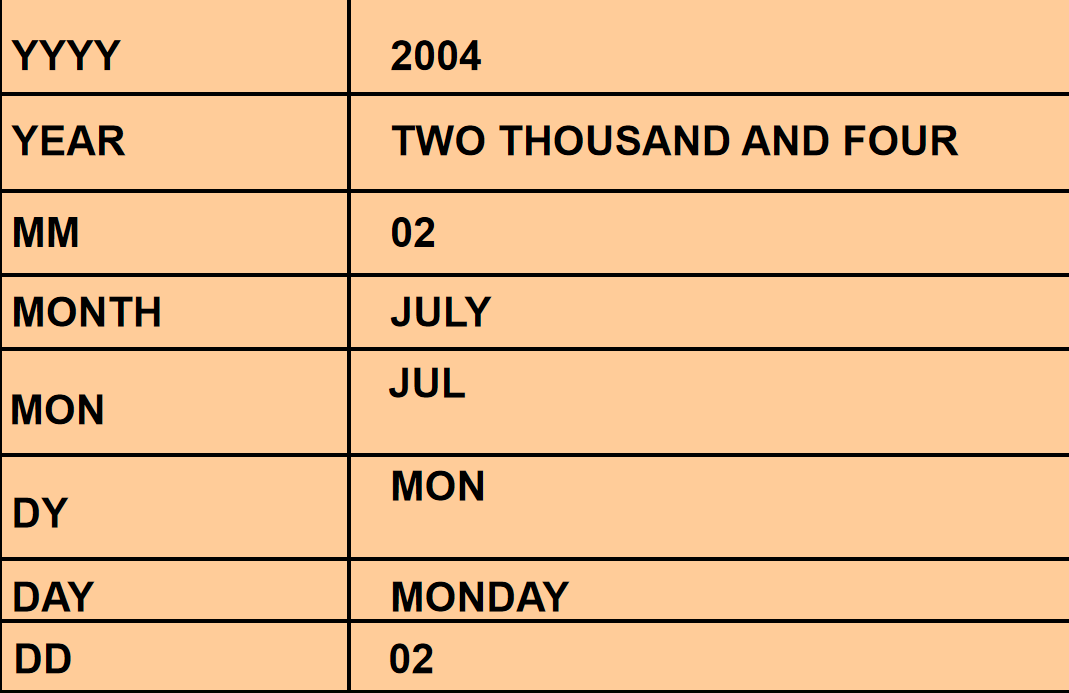 YYYY 2004
YEAR TWO THOUSAND AND FOUR
MM 02
MONTH JULY
MON JUL
DY MON
DAY MONDAY
DD 02